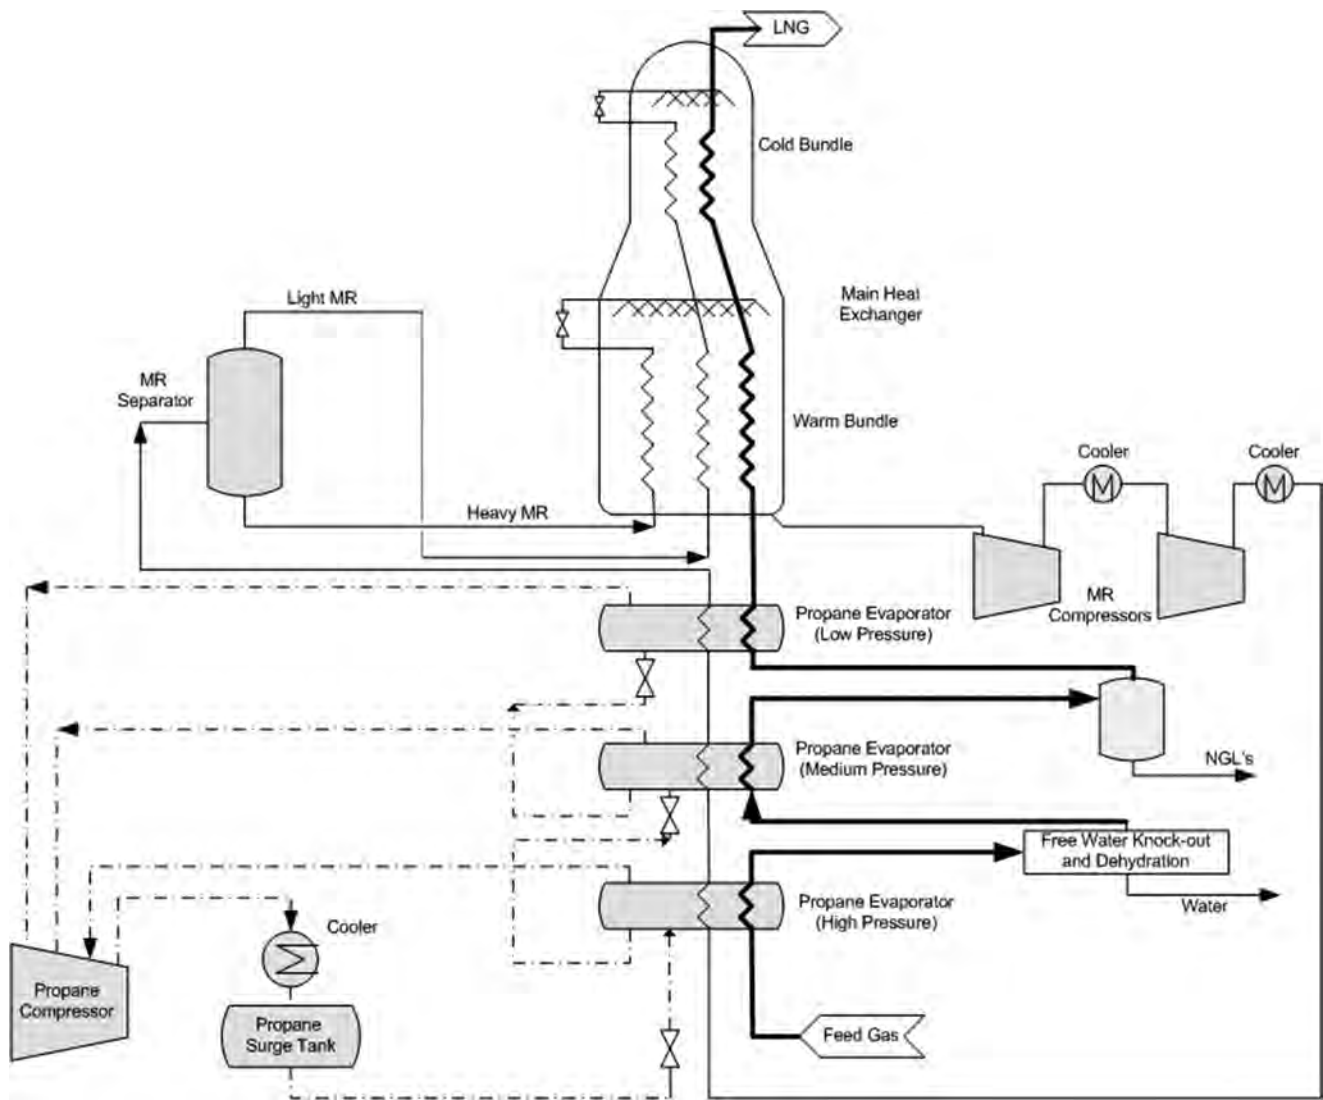 LNG
Cold Bundle
Light MR
Main Heat
Exchanger
MR
Separator
Warm Bundle
Cooler
Cooler
Heavy MR
MR
Compressors
Propane Evaporator
(Low Pressure)
Propane Evaporator
(Medium Pressure)
NGL's
Free Water Knock-out
and Dehydration
Propane Evaporator
(High Pressure)
Water
Cooler
Propane
Compressor
Propane
Surge Tank
Feed Gas